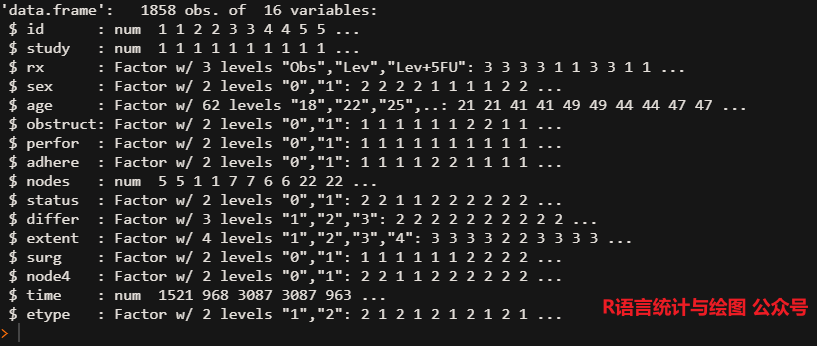 'data.frame':   1858 obs. of  16 variables:
 $ id      : num  1 1 2 2 3 3 4 4 5 5 ...
 $ study   : num  1 1 1 1 1 1 1 1 1 1 ...
 $ rx      : Factor w/ 3 levels "Obs","Lev","Lev+5FU": 3 3 3 3 1 1 3 3 1 1 ...
 $ sex     : Factor w/ 2 levels "0","1": 2 2 2 2 1 1 1 1 2 2 ...
 $ age     : Factor w/ 62 levels "18","22","25",..: 21 21 41 41 49 49 44 44 47 47 ...
 $ obstruct: Factor w/ 2 levels "0","1": 1 1 1 1 1 1 2 2 1 1 ...
 $ perfor  : Factor w/ 2 levels "0","1": 1 1 1 1 1 1 1 1 1 1 ...
 $ adhere  : Factor w/ 2 levels "0","1": 1 1 1 1 2 2 1 1 1 1 ...
 $ nodes   : num  5 5 1 1 7 7 6 6 22 22 ...
 $ status  : Factor w/ 2 levels "0","1": 2 2 1 1 2 2 2 2 2 2 ...
 $ differ  : Factor w/ 3 levels "1","2","3": 2 2 2 2 2 2 2 2 2 2 ...
 $ extent  : Factor w/ 4 levels "1","2","3","4": 3 3 3 3 2 2 3 3 3 3 ...
 $ surg    : Factor w/ 2 levels "0","1": 1 1 1 1 1 1 2 2 2 2 ...
 $ node4   : Factor w/ 2 levels "0","1": 2 2 1 1 2 2 2 2 2 2 ...
 $ time    : num  1521 968 3087 3087 963 ...
 $ etype   : Factor w/ 2 levels "1","2": 2 1 2 1 2 1 2 1 2 1 ...
R语言统计与绘图 公众号
>